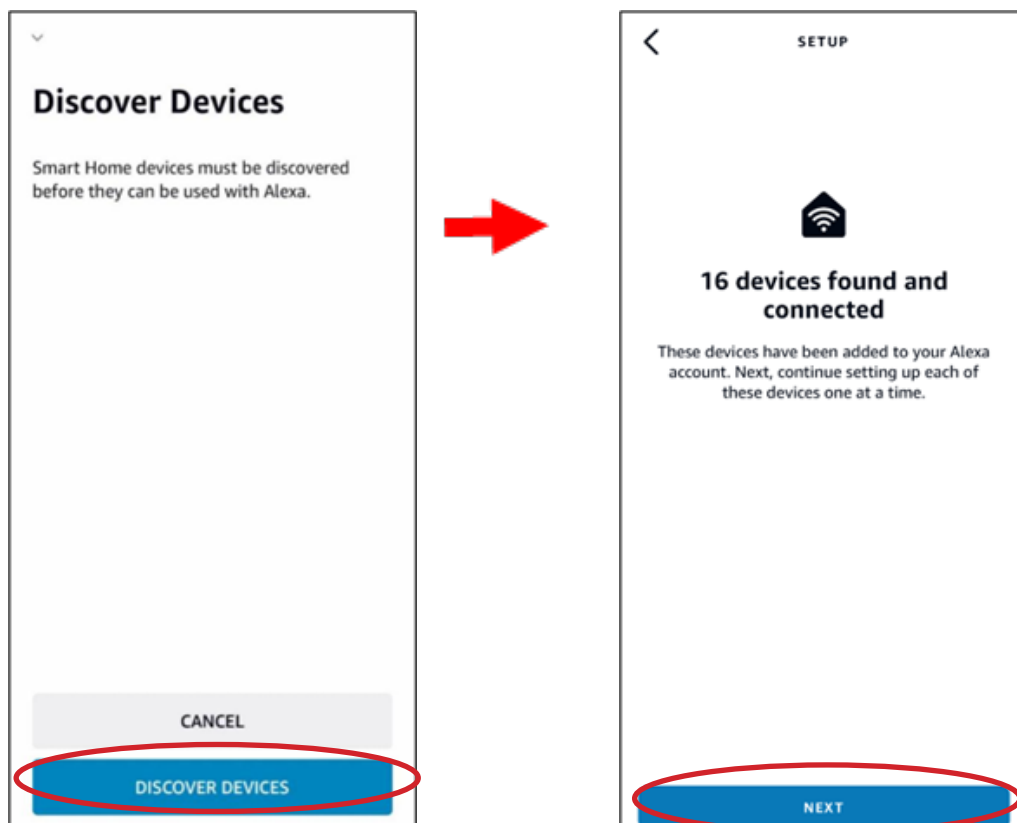 Discover Devices
Smart Home devices must be discovered
before they can be used with Alexa.
CANCEL
DISCOVER DEVICES
SETUP
16 devices found and
connected
These devices have been added to your Alexa
account. Next, continue setting up each of
these devices one at a time.
NEXT